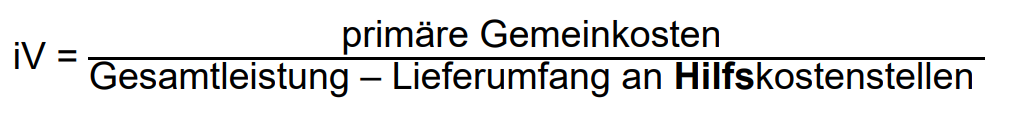 iV = primäre Gemeinkosten
Gesamtleistung – Lieferumfang an Hilfskostenstellen